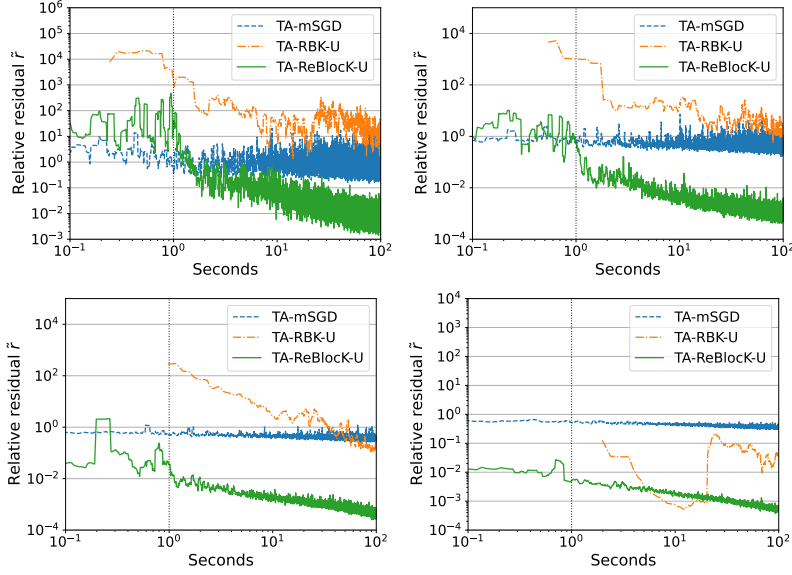 10^6
10^5
10^4
10^3
10^2
10^1
10^0
10^-1
10^-2
10^-3
Relative residual r̃
TA-mSGD
TA-RBK-U
TA-ReBlocK-U
10^-1 10^0 10^1 10^2
Seconds
10^4
10^2
10^0
10^-2
10^-4
Relative residual r̃
TA-mSGD
TA-RBK-U
TA-ReBlocK-U
10^-1 10^0 10^1 10^2
Seconds
10^4
10^2
10^0
10^-2
10^-4
Relative residual r̃
TA-mSGD
TA-RBK-U
TA-ReBlocK-U
10^-1 10^0 10^1 10^2
Seconds
10^4
10^3
10^2
10^1
10^0
10^-1
10^-2
10^-3
10^-4
Relative residual r̃
TA-mSGD
TA-RBK-U
TA-ReBlocK-U
10^-1 10^0 10^1 10^2
Seconds